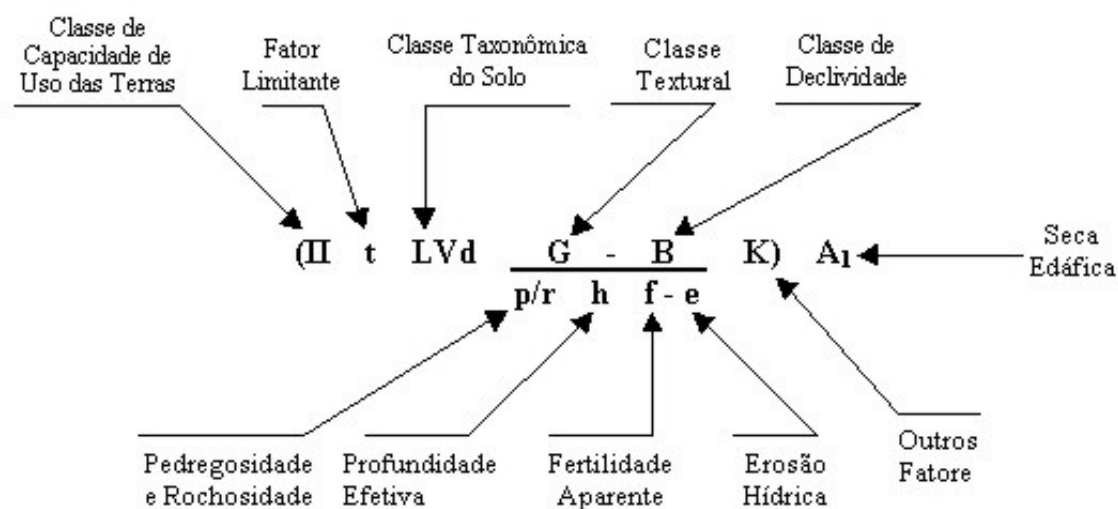 Classe de
Capacidade de
Uso das Terras
Fator
Limitante
Classe Taxonômica
do Solo
Classe
Textural
Classe de
Declividade
(II t LVd G - B K) A1
p/r h f - e
Seca
Edáfica
Pedregosidade
e Rochosidade
Profundidade
Efetiva
Fertilidade
Aparente
Erosão
Hídrica
Outros
Fatore